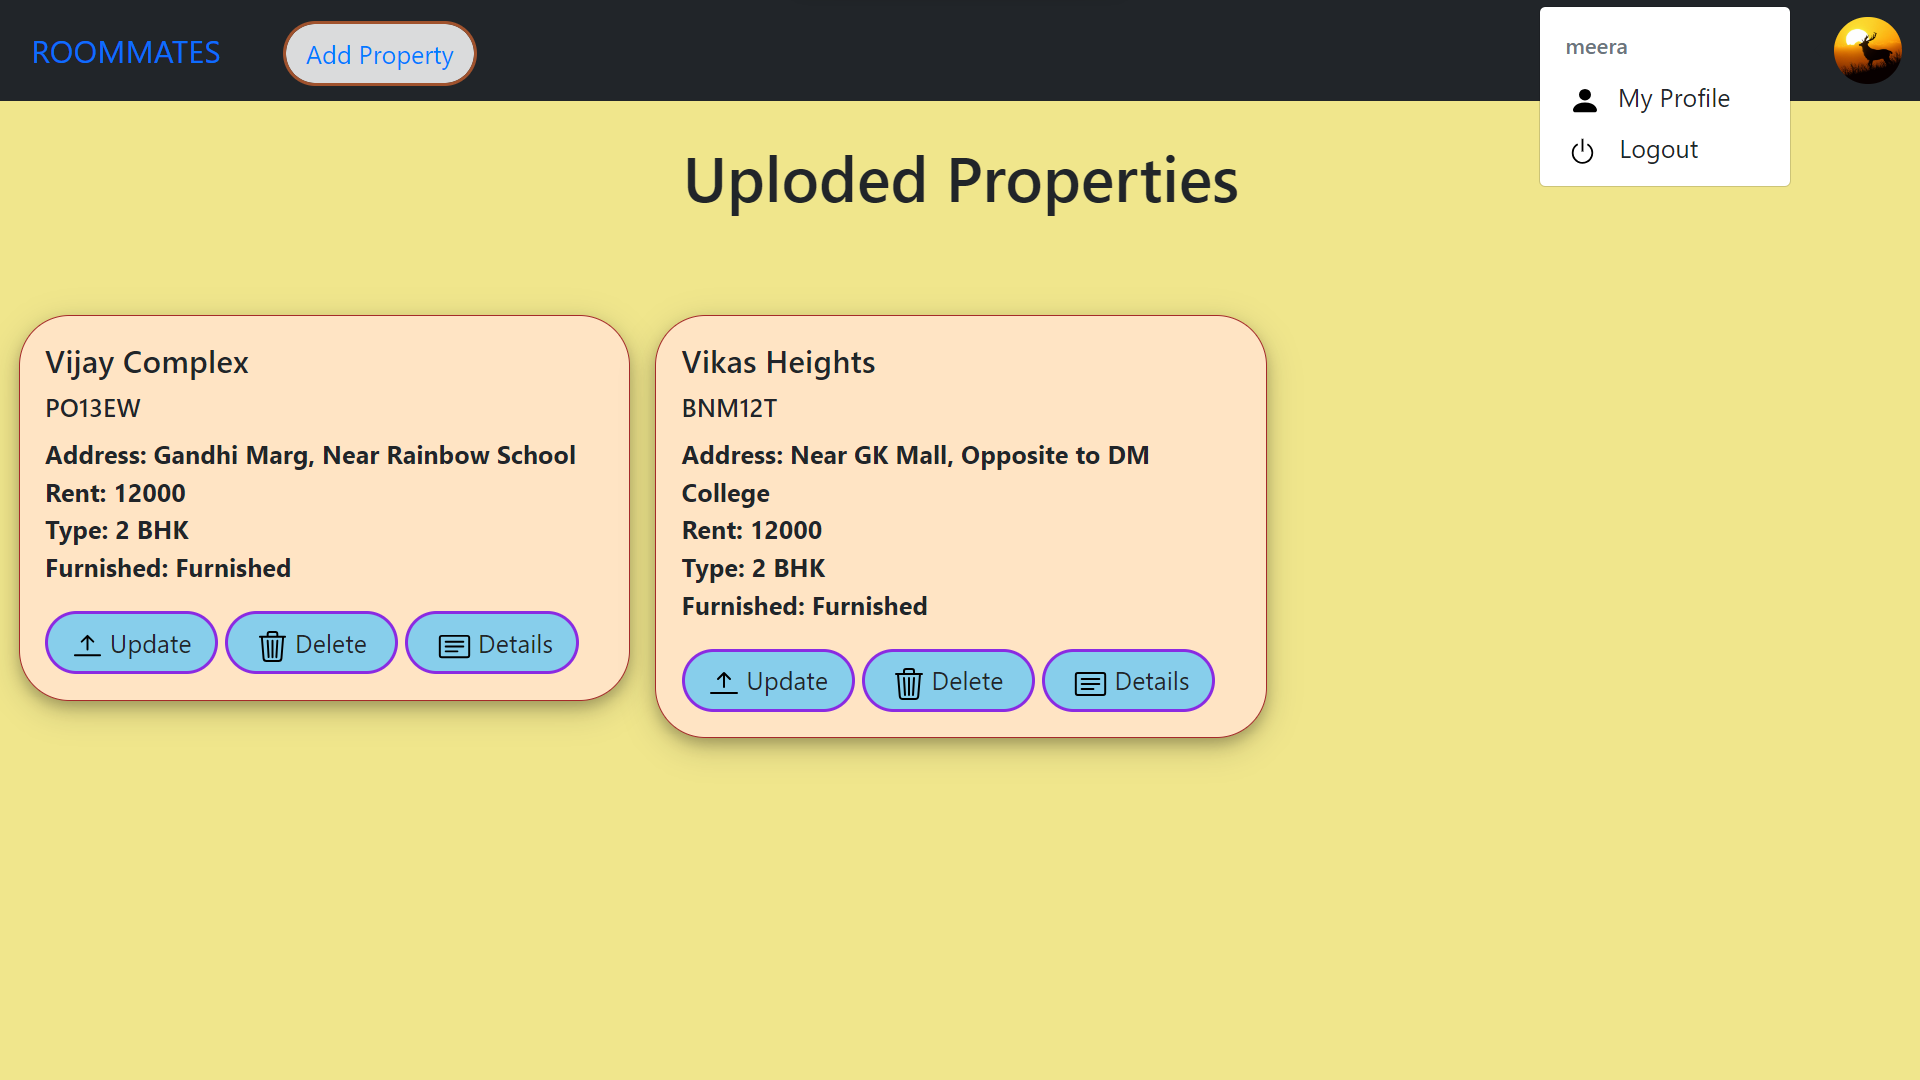 ROOMMATES
Add Property
meera
My Profile
Logout
Uploded Properties
Vijay Complex
PO13EW
Address: Gandhi Marg, Near Rainbow School
Rent: 12000
Type: 2 BHK
Furnished: Furnished
Update
Delete
Details
Vikas Heights
BNM12T
Address: Near GK Mall, Opposite to DM
College
Rent: 12000
Type: 2 BHK
Furnished: Furnished
Update
Delete
Details